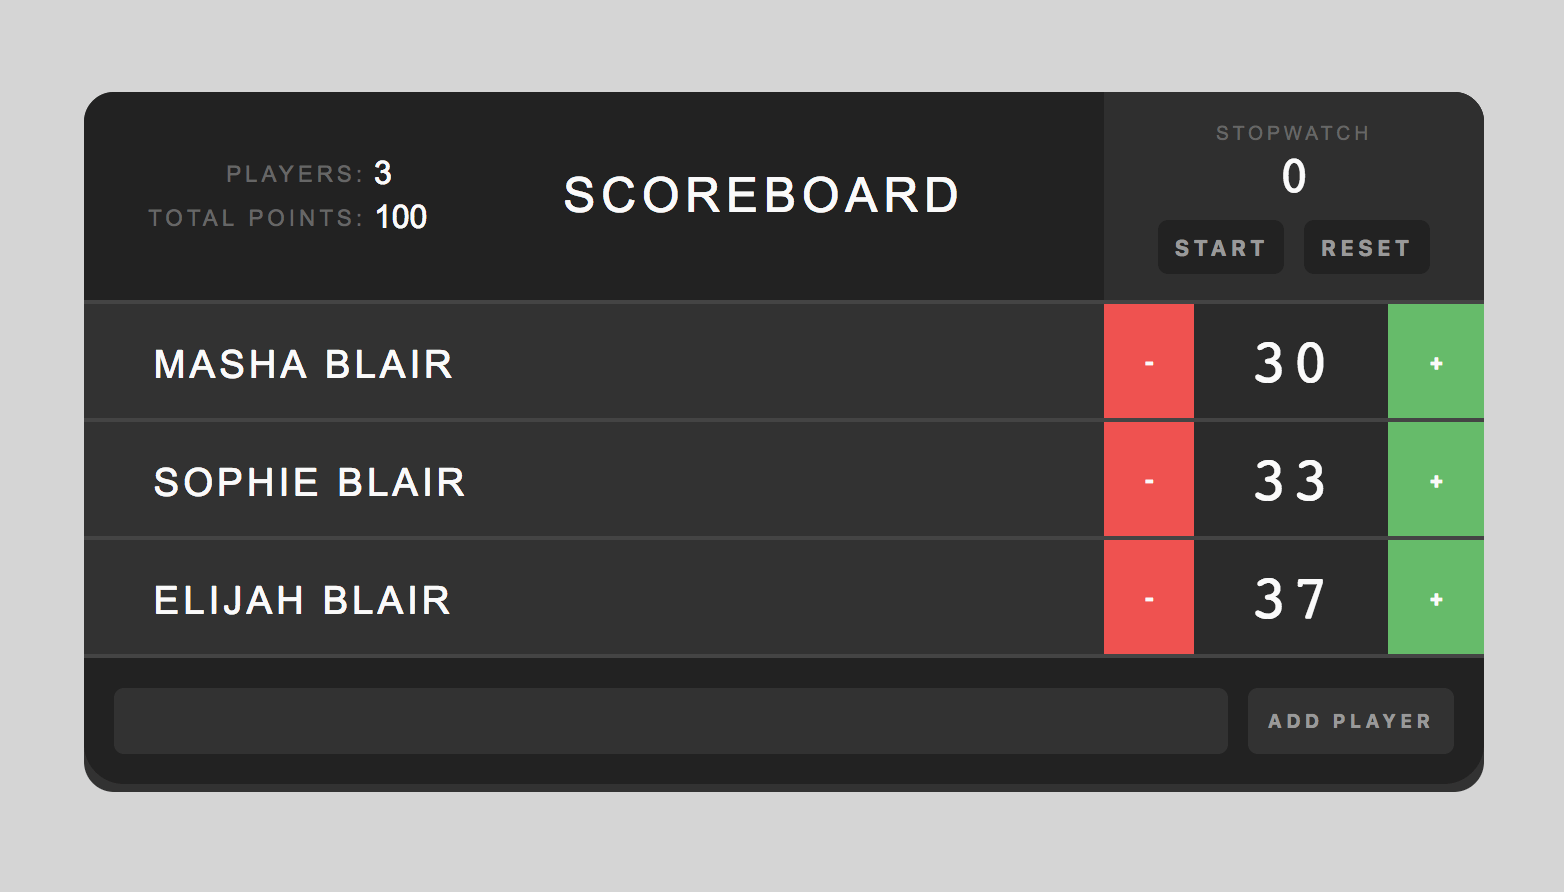 PLAYERS: 3
TOTAL POINTS: 100
SCOREBOARD
STOPWATCH
0
START RESET
MASHA BLAIR - 30 +
SOPHIE BLAIR - 33 +
ELIJAH BLAIR - 37 +
ADD PLAYER